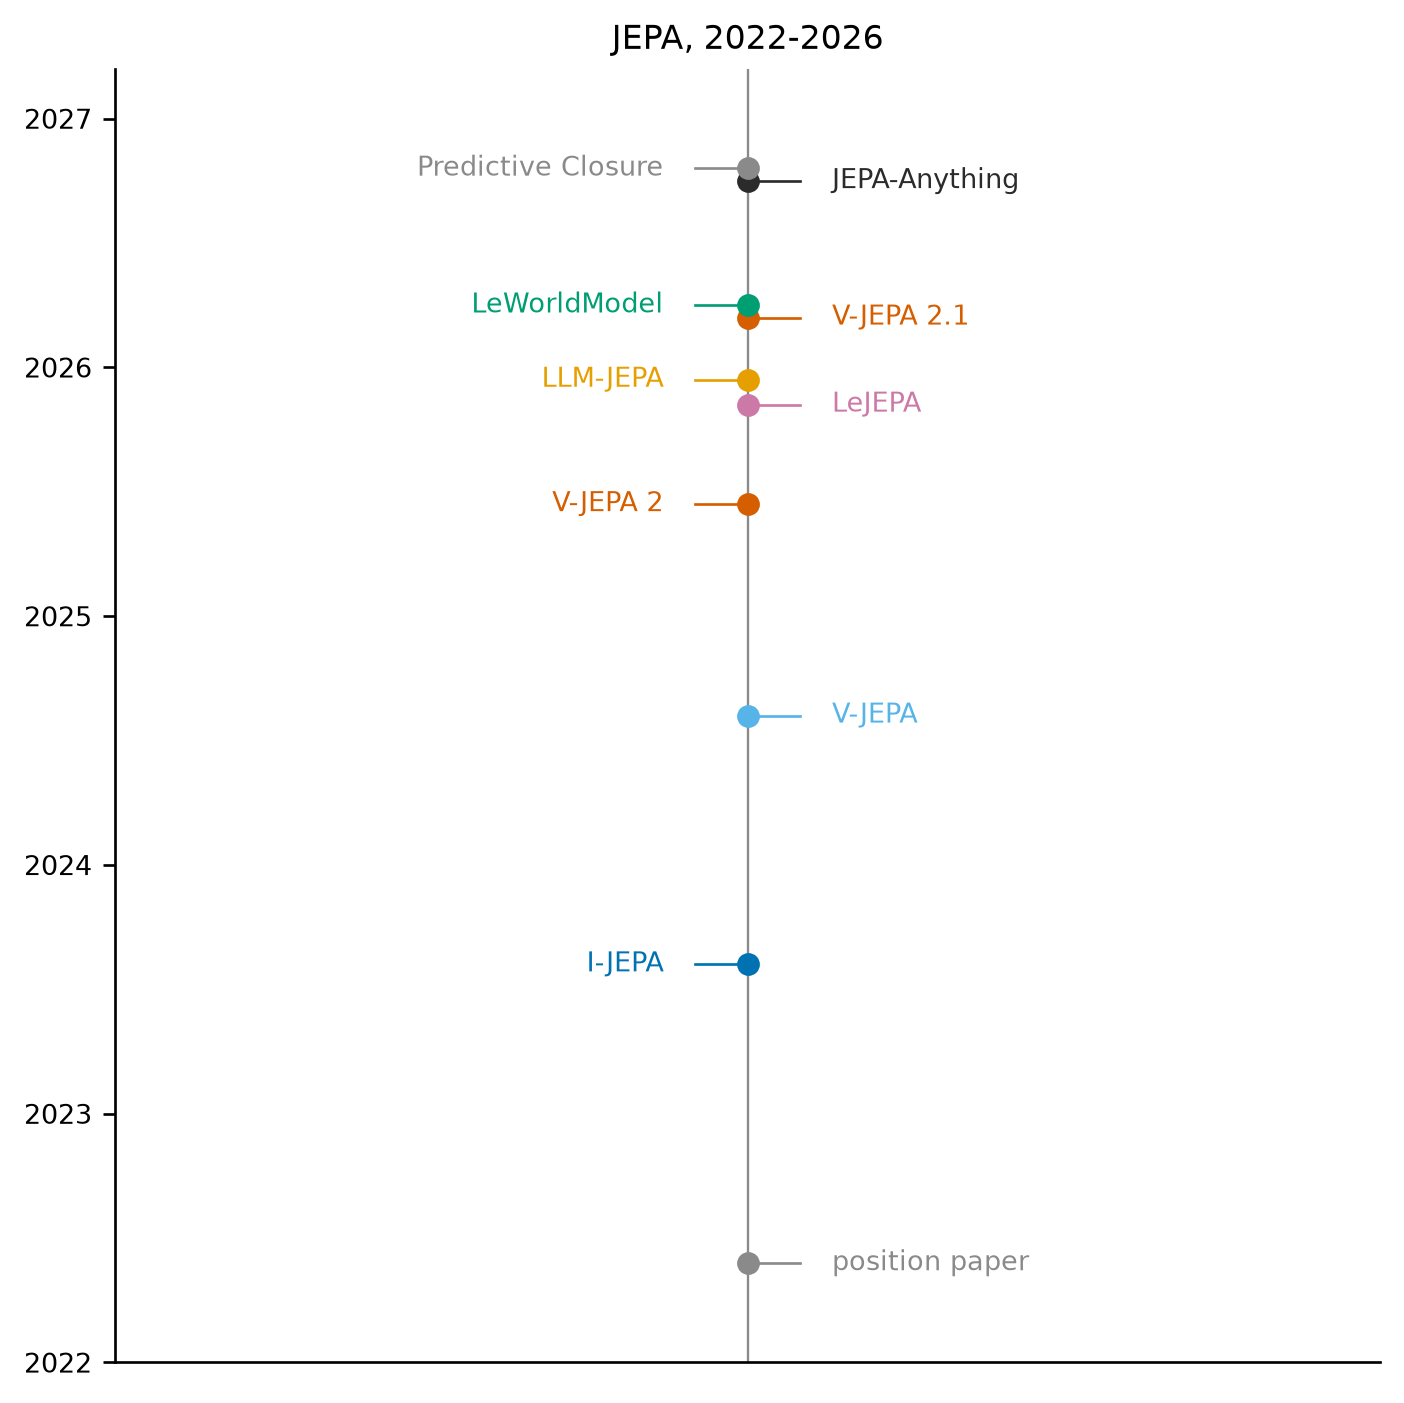 JEPA, 2022-2026
2027
Predictive Closure
JEPA-Anything
LeWorldModel
V-JEPA 2.1
2026
LLM-JEPA
LeJEPA
V-JEPA 2
2025
V-JEPA
2024
I-JEPA
2023
position paper
2022